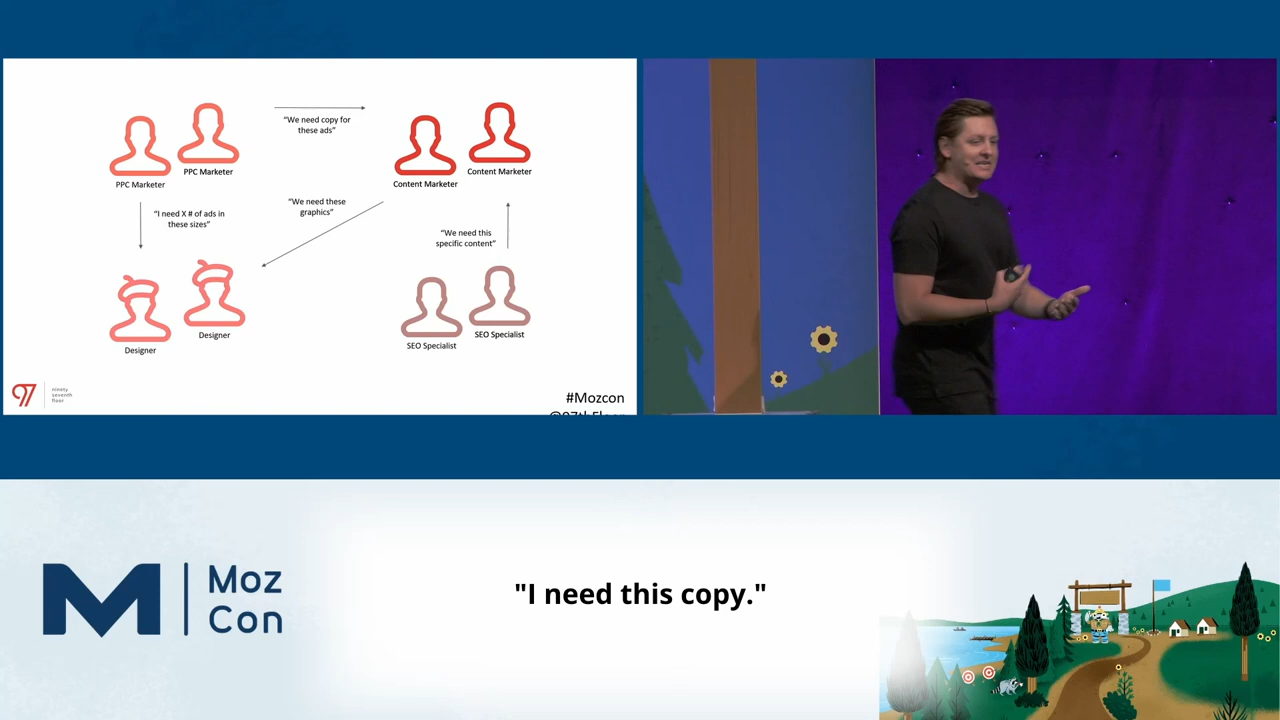 “We need copy for
these ads”
PPC Marketer
PPC Marketer
Content Marketer
Content Marketer
“I need X # of ads in
these sizes”
“We need these
graphics”
“We need this
specific content”
Designer
Designer
SEO Specialist
SEO Specialist
97
ninety
seventh
floor
#Mozcon
@97thFloor
M
Moz
Con
"I need this copy."